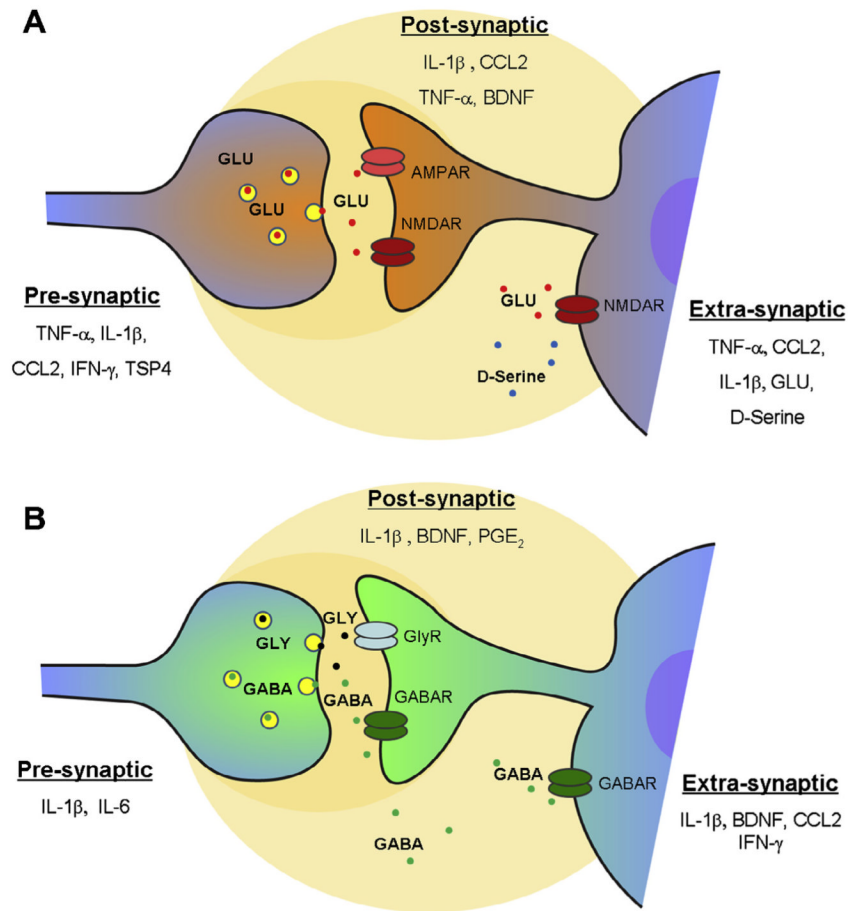 A
Post-synaptic
IL-1β , CCL2
TNF-α, BDNF
GLU
GLU
GLU
AMPAR
NMDAR
Pre-synaptic
TNF-α, IL-1β,
CCL2, IFN-γ, TSP4
GLU
NMDAR
D-Serine
Extra-synaptic
TNF-α, CCL2,
IL-1β, GLU,
D-Serine
B
Post-synaptic
IL-1β , BDNF, PGE₂
GLY
GLY
GlyR
GABA
GABA
GABAR
Pre-synaptic
IL-1β, IL-6
GABA
GABAR
GABA
Extra-synaptic
IL-1β, BDNF, CCL2
IFN-γ